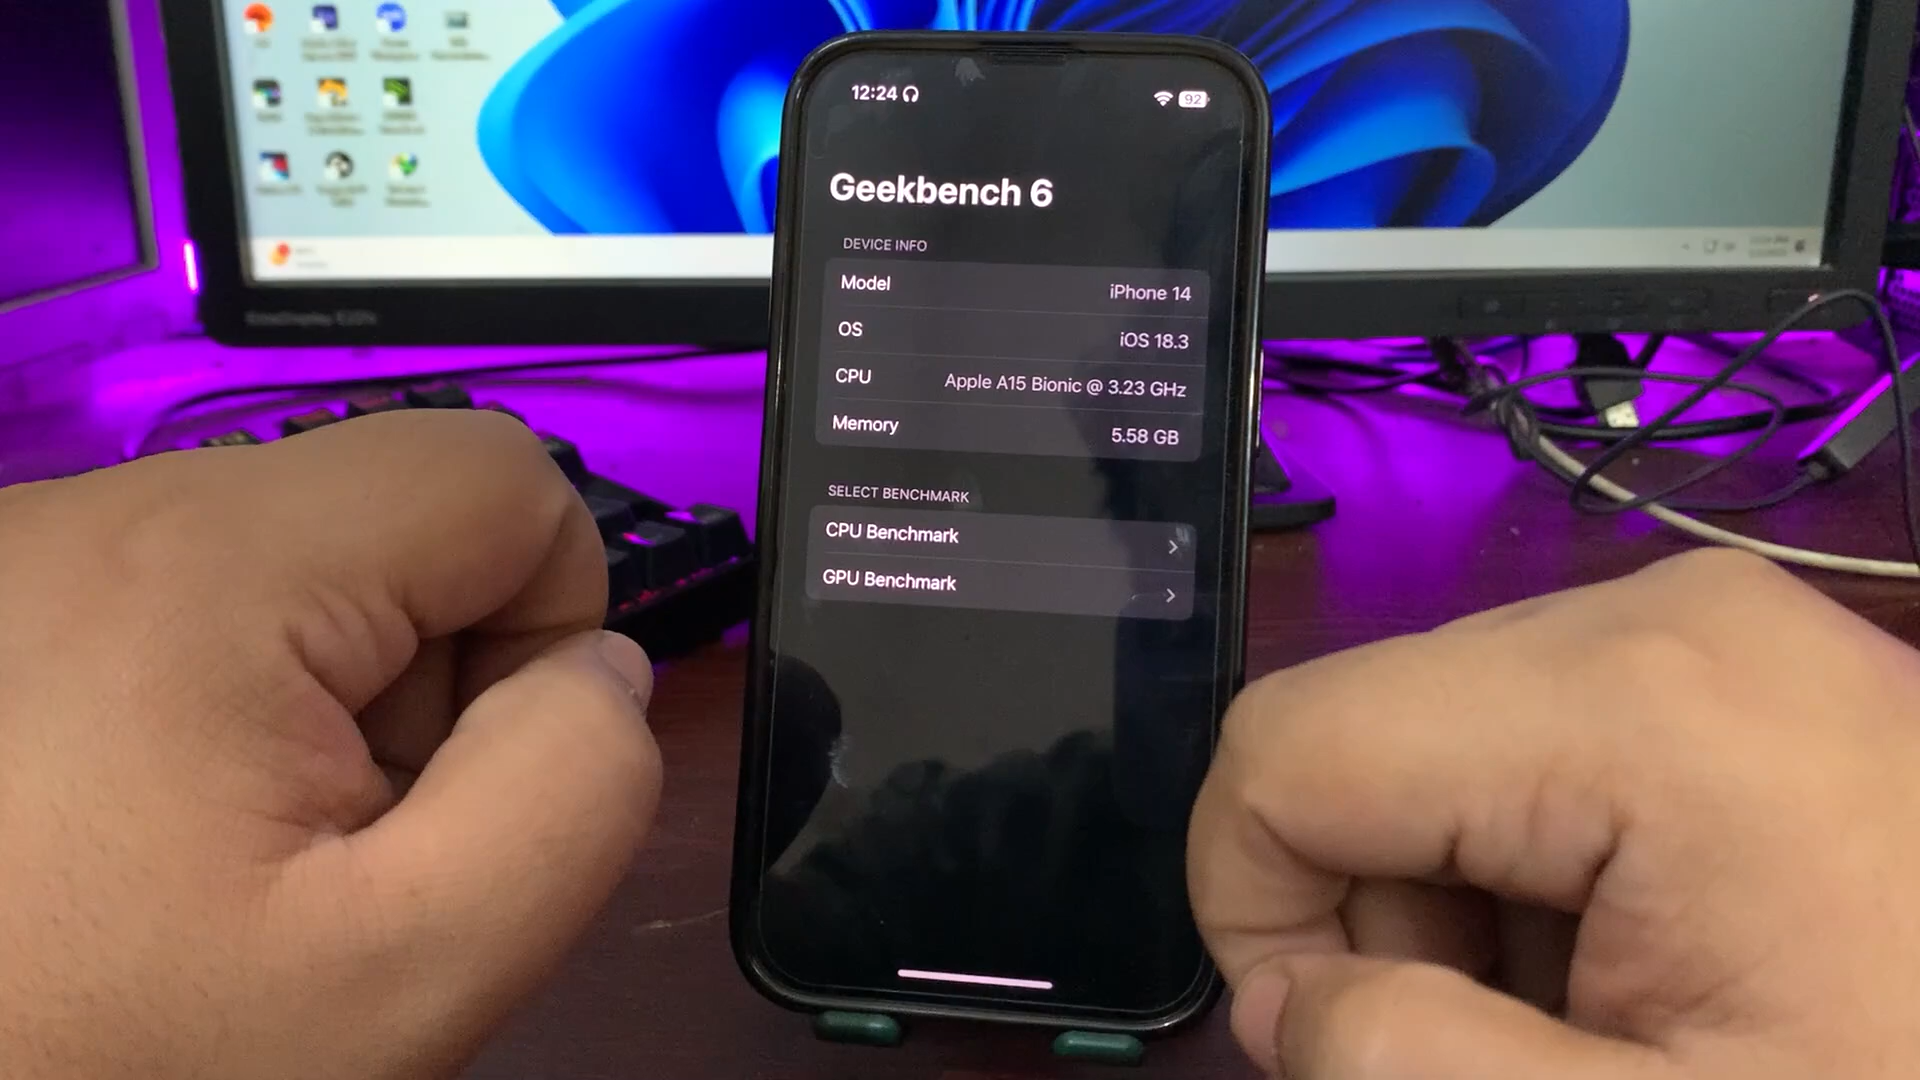 12:24
92
Geekbench 6
DEVICE INFO
Model iPhone 14
OS iOS 18.3
CPU Apple A15 Bionic @ 3.23 GHz
Memory 5.58 GB
SELECT BENCHMARK
CPU Benchmark
GPU Benchmark